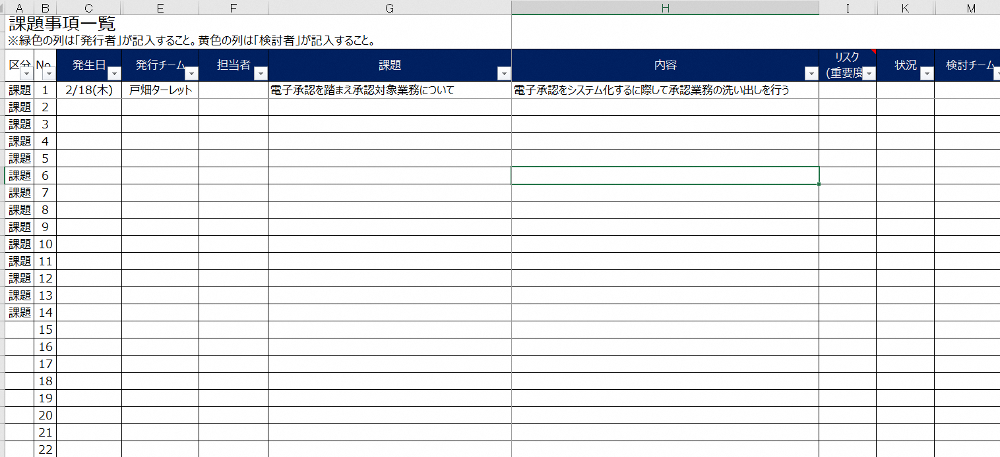 A B C E F G H I K M
課題事項一覧
※緑色の列は「発行者」が記入すること。黄色の列は「検討者」が記入すること。
区分 No 発生日 発行チーム 担当者 課題 内容 リスク
(重要度 状況 検討チーム
課題 1 2/18(木) 戸畑ターレット 電子承認を踏まえ承認対象業務について 電子承認をシステム化するに際して承認業務の洗い出しを行う
課題 2
課題 3
課題 4
課題 5
課題 6
課題 7
課題 8
課題 9
課題 10
課題 11
課題 12
課題 13
課題 14
15
16
17
18
19
20
21
22